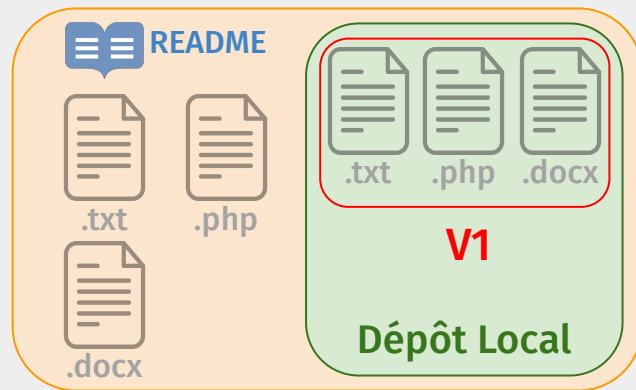 README
.txt
.php
.docx
.txt
.php
.docx
V1
Dépôt Local